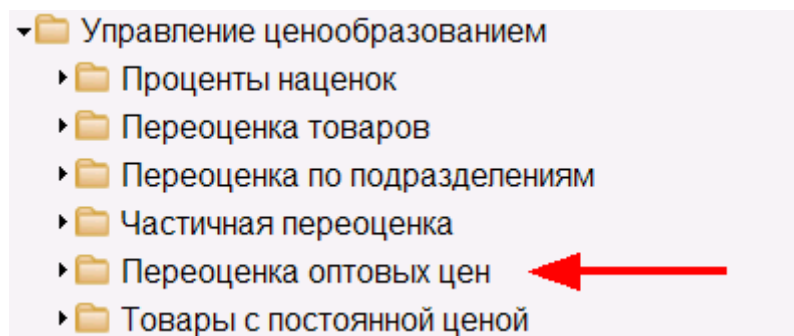 Управление ценообразованием
Проценты наценок
Переоценка товаров
Переоценка по подразделениям
Частичная переоценка
Переоценка оптовых цен
Товары с постоянной ценой